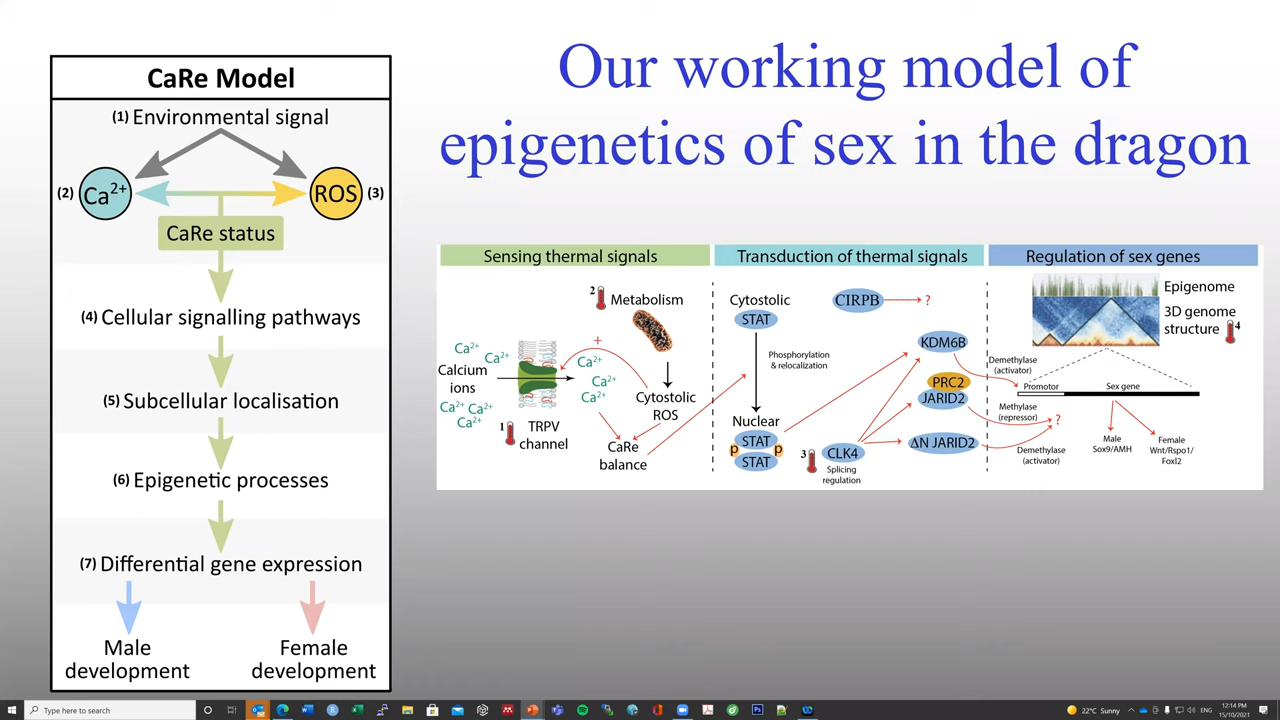 Our working model of
epigenetics of sex in the dragon
CaRe Model
(1) Environmental signal
(2) Ca2+
ROS (3)
CaRe status
(4) Cellular signalling pathways
(5) Subcellular localisation
(6) Epigenetic processes
(7) Differential gene expression
Male
development
Female
development
Sensing thermal signals
2 Metabolism
+
Ca2+
Ca2+
Calcium
ions
Ca2+ Ca2+
Ca2+
Ca2+
Ca2+
Ca2+
1
TRPV
channel
Cytostolic
ROS
CaRe
balance
Transduction of thermal signals
Cytostolic
STAT
Phosphorylation
& relocalization
Nuclear
STAT
p p
STAT
CIRPB ?
KDM6B
PRC2
JARID2
ΔN JARID2
3 CLK4
Splicing
regulation
Regulation of sex genes
Epigenome
3D genome
structure 4
Demethylase
(activator)
Promotor
Sex gene
Methylase
(repressor)
?
Demethylase
(activator)
Male
Sox9/AMH
Female
Wnt/Rspo1/
Foxl2
Type here to search
22°C Sunny
ENG
12:14 PM
15/10/2021